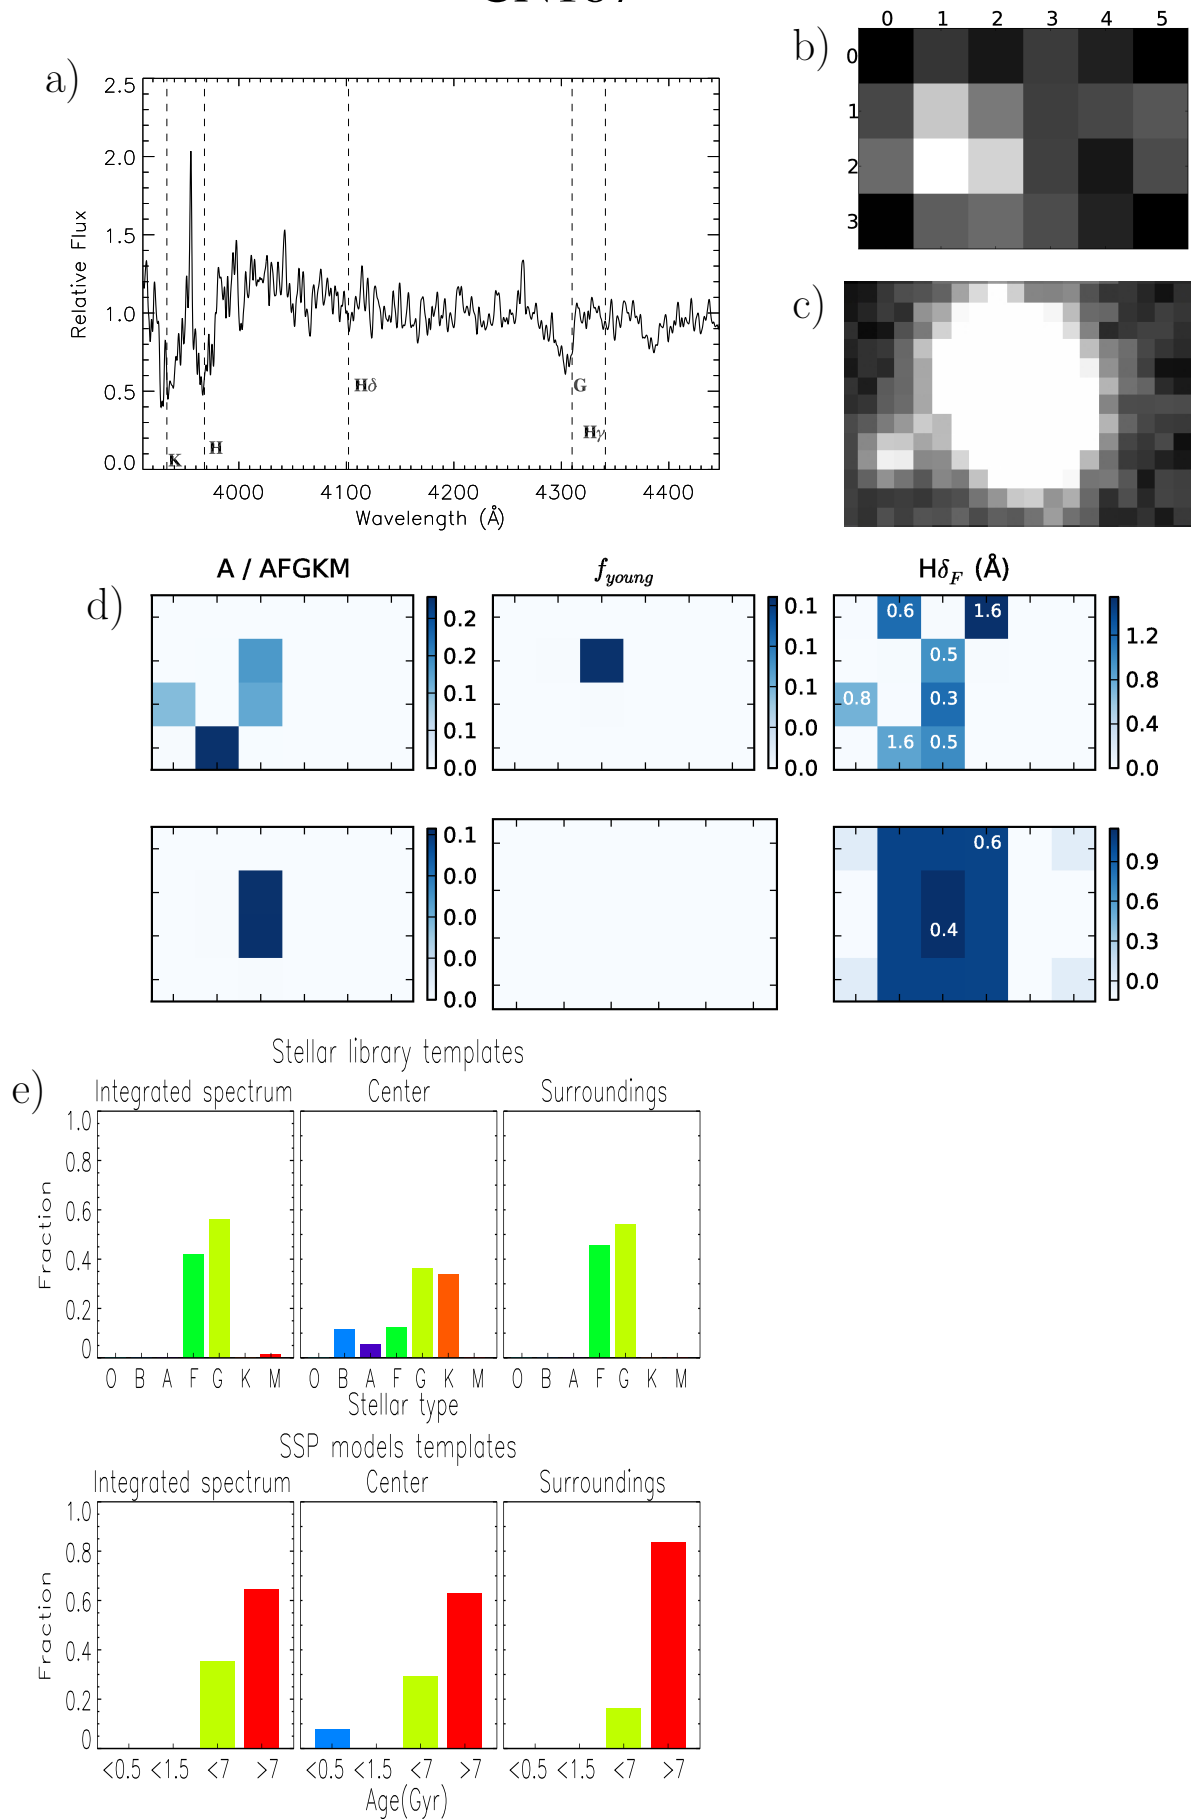 a)
2.5
2.0
1.5
1.0
0.5
0.0
Relative Flux
K
H
Hδ
G
Hγ
4000 4100 4200 4300 4400
Wavelength (Å)
b)
0 1 2 3 4 5
0
1
2
3
c)
d)
A / AFGKM
0.2
0.2
0.1
0.1
0.0
f_young
0.1
0.1
0.1
0.0
0.0
Hδ_F (Å)
0.6 1.6
0.5
0.8 0.3
1.6 0.5
1.2
0.8
0.4
0.0
0.1
0.0
0.0
0.0
0.0
0.6
0.4
0.9
0.6
0.3
0.0
Stellar library templates
e)
Integrated spectrum Center Surroundings
1.0
0.8
0.6
0.4
0.2
0
Fraction
O B A F G K M O B A F G K M O B A F G K M
Stellar type
SSP models templates
Integrated spectrum Center Surroundings
1.0
0.8
0.6
0.4
0.2
0
Fraction
<0.5 <1.5 <7 >7 <0.5 <1.5 <7 >7 <0.5 <1.5 <7 >7
Age(Gyr)